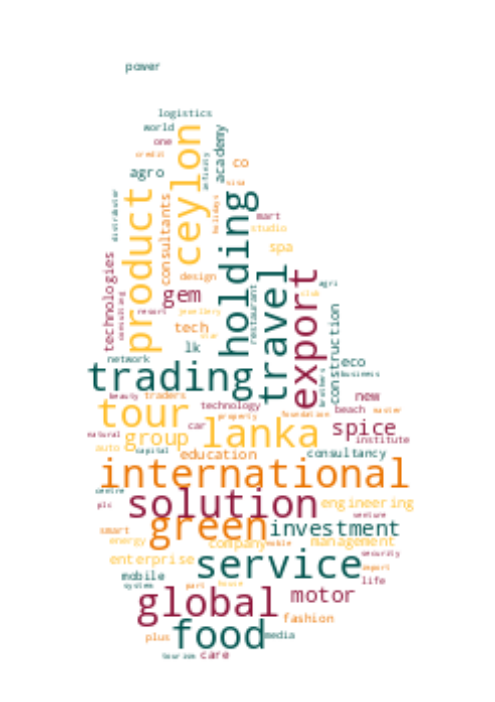 power
logistics
world
one
credit
ceylon
infinity
academy
agro
co
visa
distributor
product
consultants
holidays
holding
mart
studio
spa
technologies
consulting
design
gem
resort
jewellery
travel
restaurant
export
agri
club
tech
star
lk
construction
brothers
network
trading
eco
business
beauty
traders
new
tour
technology
property
foundation
beach
water
car
lanka
spice
natural
group
institute
auto
capital
education
consultancy
international
centre
plc
solution
engineering
venture
smart
green
investment
energy
company
noble
management
enterprise
service
security
import
mobile
system
part
house
life
global
motor
fashion
plus
food
media
tourism
care